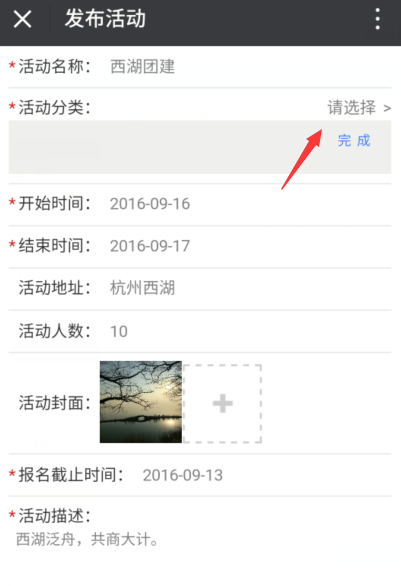 发布活动
*活动名称： 西湖团建
*活动分类： 请选择 >
完 成
*开始时间： 2016-09-16
*结束时间： 2016-09-17
活动地址： 杭州西湖
活动人数： 10
活动封面：
*报名截止时间： 2016-09-13
*活动描述：
西湖泛舟，共商大计。